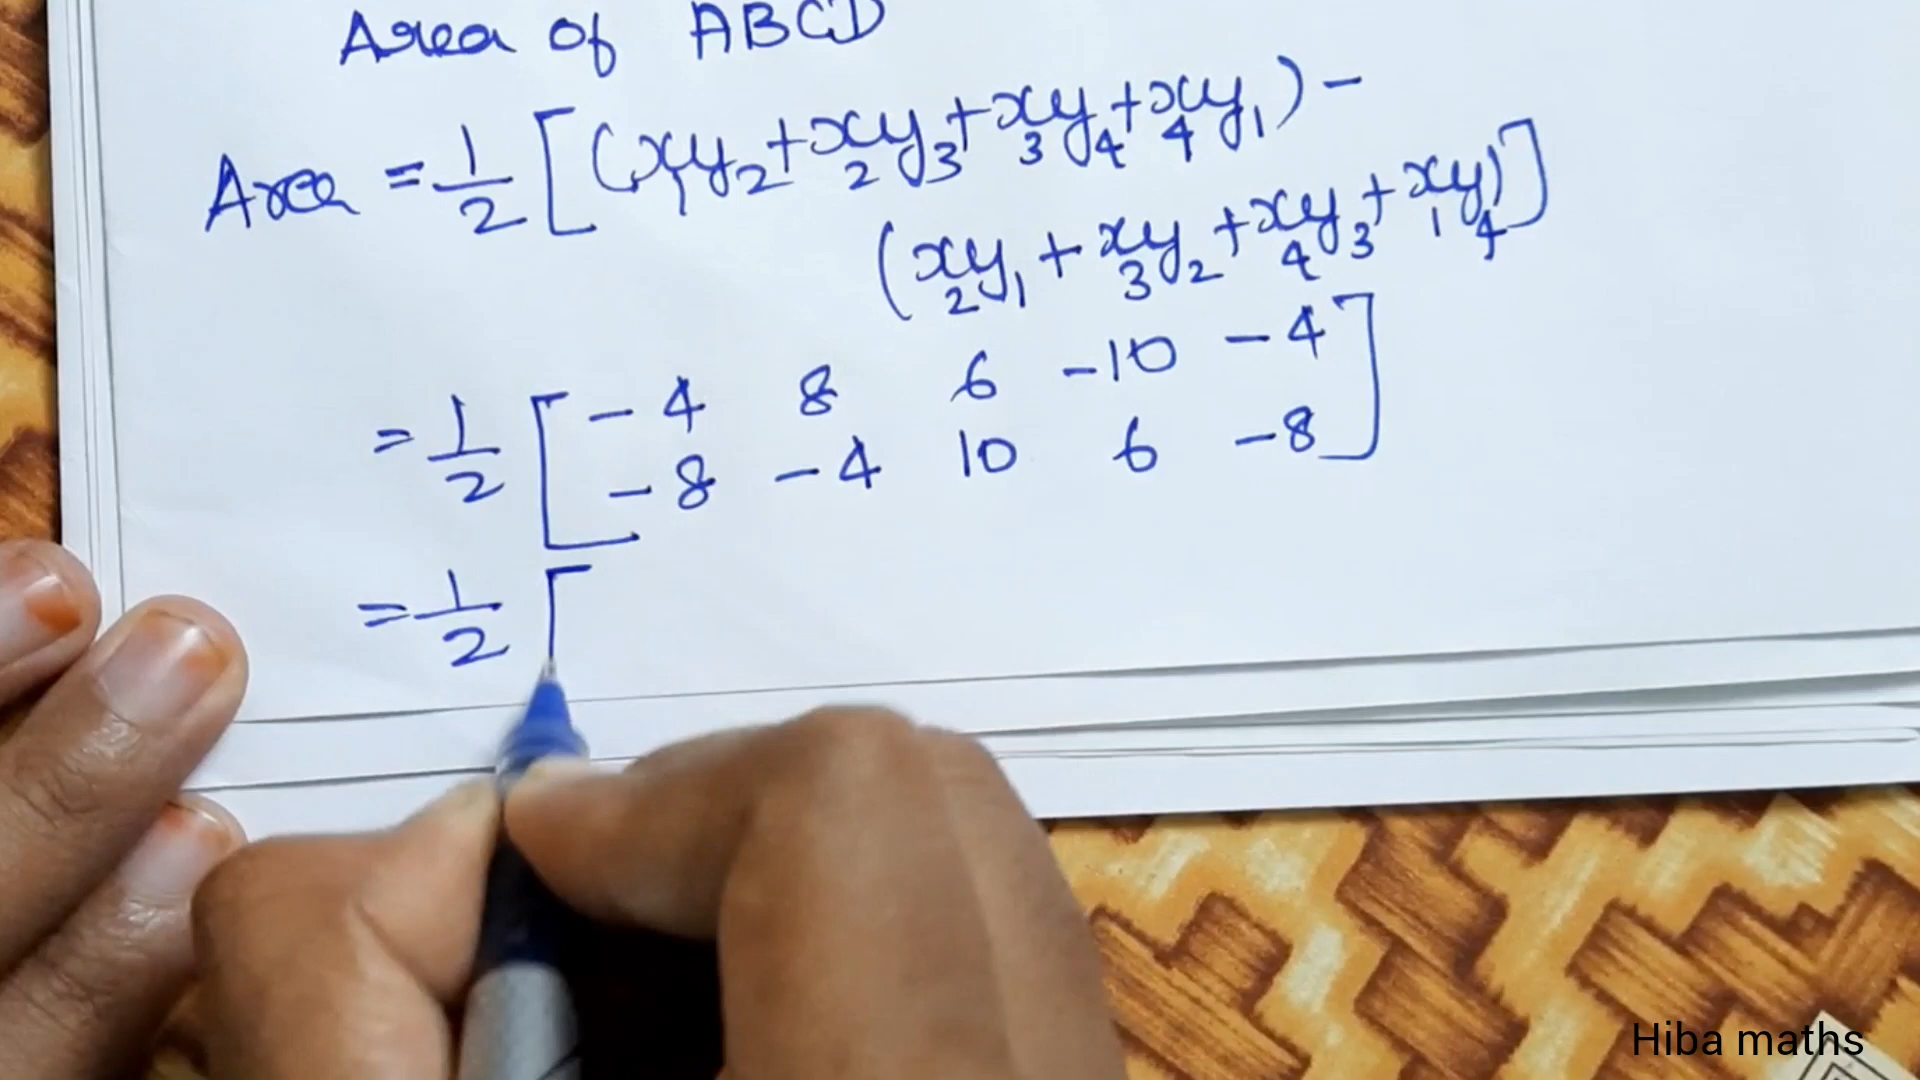 Area of ABCD
Area = 1/2 [(x₁y₂ + x₂y₃ + x₃y₄ + x₄y₁) -
(x₂y₁ + x₃y₂ + x₄y₃ + x₁y₄)]
= 1/2 [ -4 8 6 -10 -4 ]
-8 -4 10 6 -8
= 1/2 [
Hiba maths